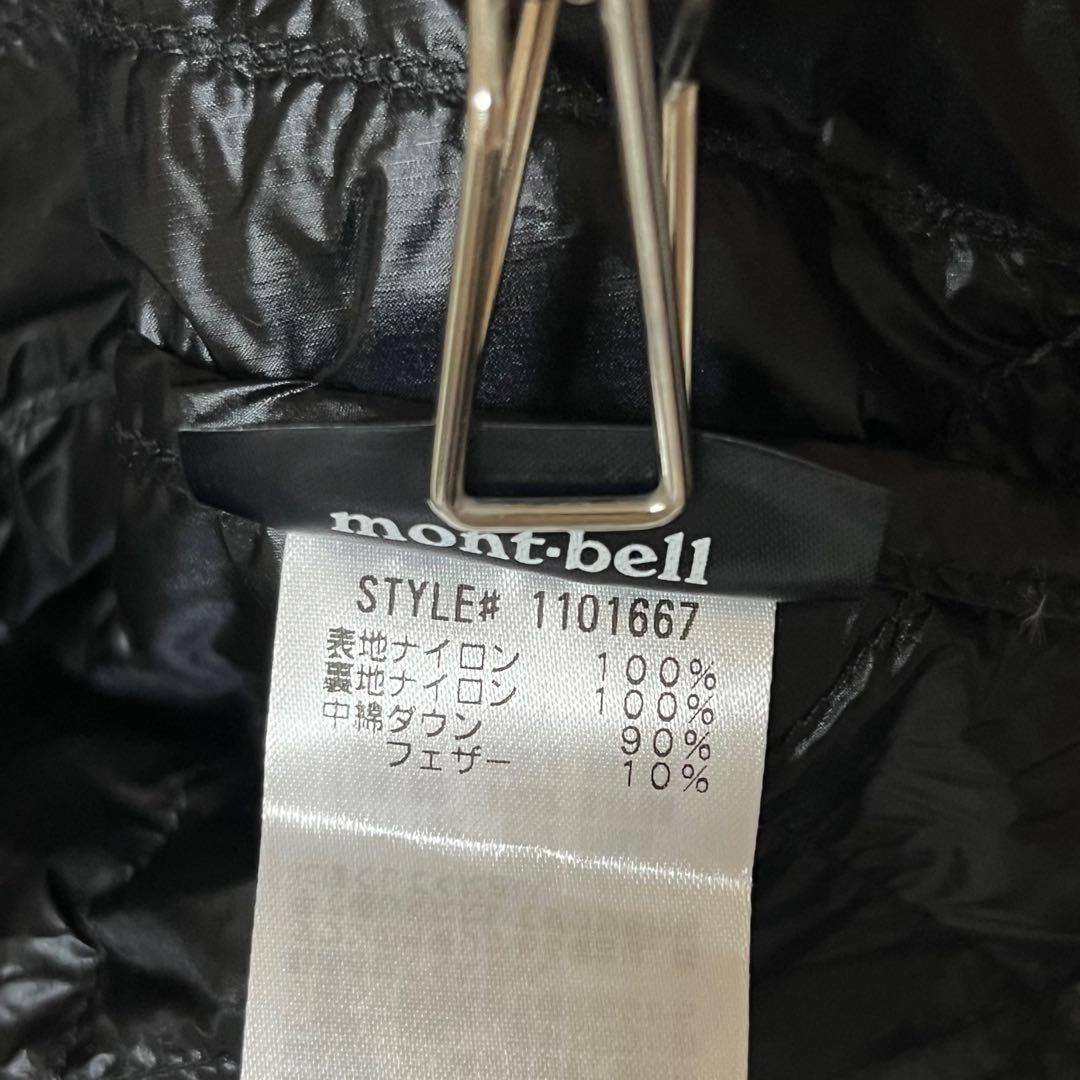 mont-bell
STYLE# 1101667
表地ナイロン 100%
裏地ナイロン 100%
中綿ダウン 90%
フェザー 10%